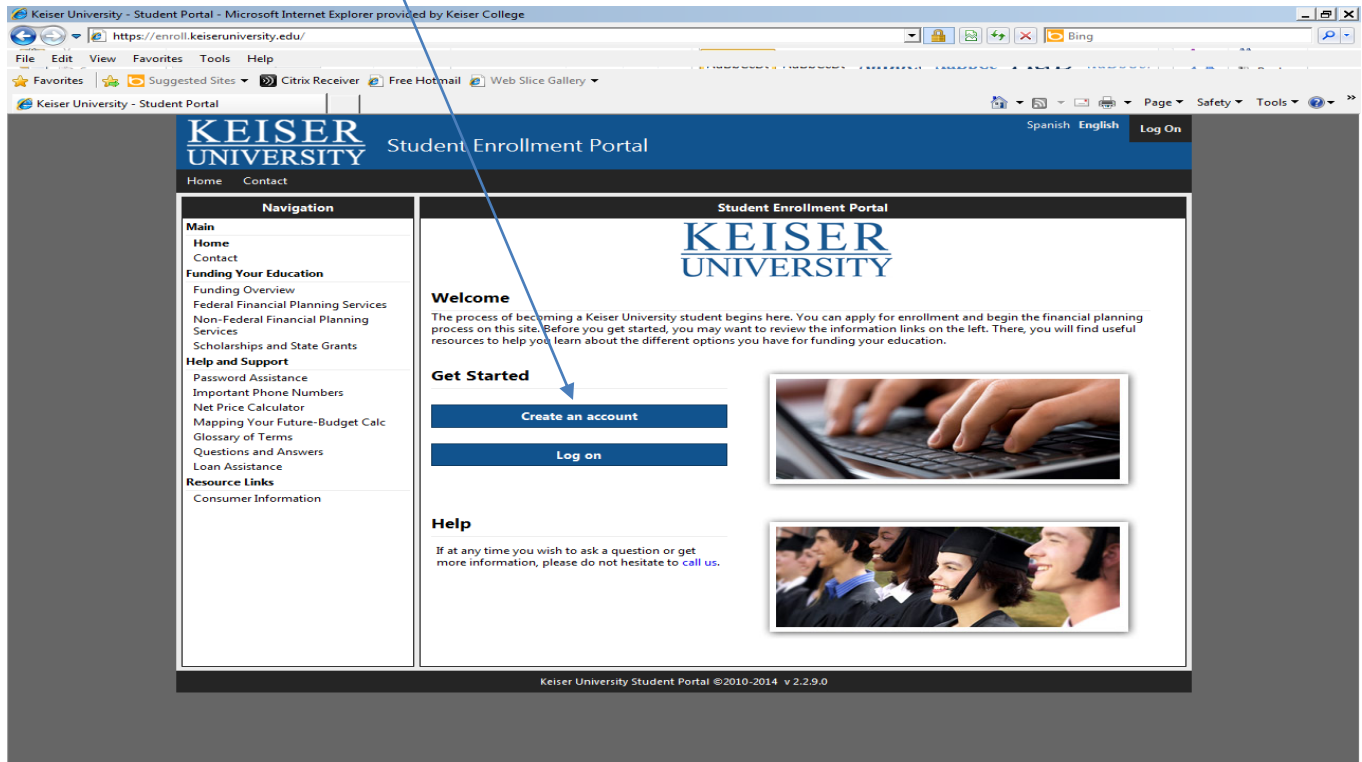 Keiser University - Student Portal - Microsoft Internet Explorer provided by Keiser College
https://enroll.keiseruniversity.edu/
Bing
File Edit View Favorites Tools Help
Favorites Suggested Sites Citrix Receiver Free Hotmail Web Slice Gallery
Keiser University - Student Portal
Page Safety Tools
KEISER
UNIVERSITY
Student Enrollment Portal
Spanish English
Log On
Home Contact
Navigation
Main
Home
Contact
Funding Your Education
Funding Overview
Federal Financial Planning Services
Non-Federal Financial Planning
Services
Scholarships and State Grants
Help and Support
Password Assistance
Important Phone Numbers
Net Price Calculator
Mapping Your Future-Budget Calc
Glossary of Terms
Questions and Answers
Loan Assistance
Resource Links
Consumer Information
Student Enrollment Portal
KEISER
UNIVERSITY
Welcome
The process of becoming a Keiser University student begins here. You can apply for enrollment and begin the financial planning
process on this site. Before you get started, you may want to review the information links on the left. There, you will find useful
resources to help you learn about the different options you have for funding your education.
Get Started
Create an account
Log on
Help
If at any time you wish to ask a question or get
more information, please do not hesitate to call us.
Keiser University Student Portal ©2010-2014 v 2.2.9.0